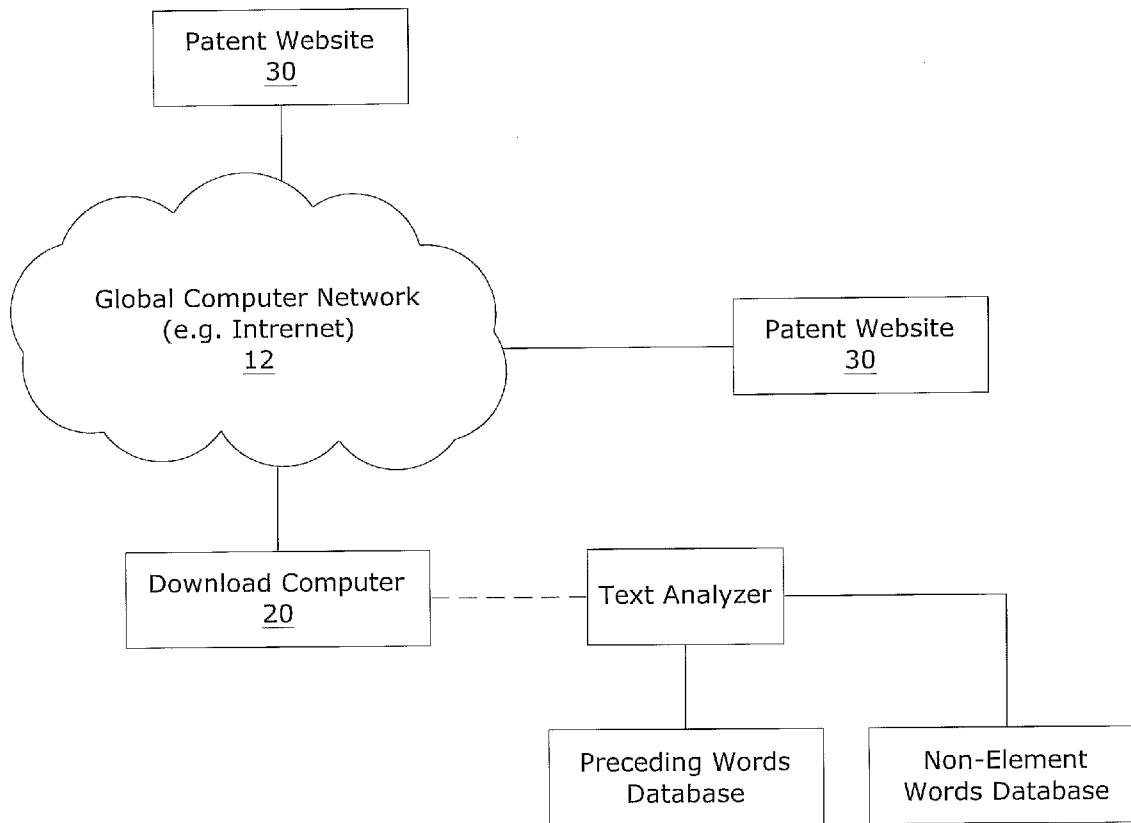 Patent Website
30
Global Computer Network
(e.g. Intrernet)
12
Patent Website
30
Download Computer
20
Text Analyzer
Preceding Words
Database
Non-Element
Words Database